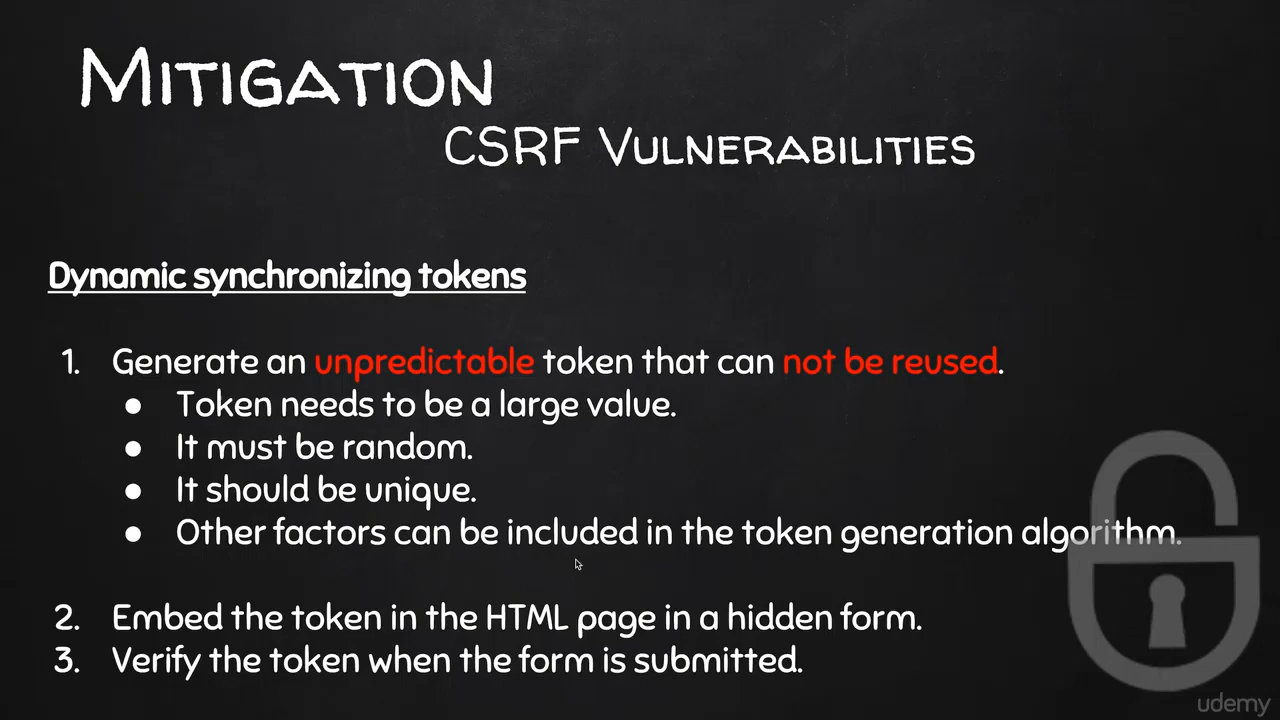 Mitigation
CSRF Vulnerabilities
Dynamic synchronizing tokens
1. Generate an unpredictable token that can not be reused.
● Token needs to be a large value.
● It must be random.
● It should be unique.
● Other factors can be included in the token generation algorithm.
2. Embed the token in the HTML page in a hidden form.
3. Verify the token when the form is submitted.
udemy